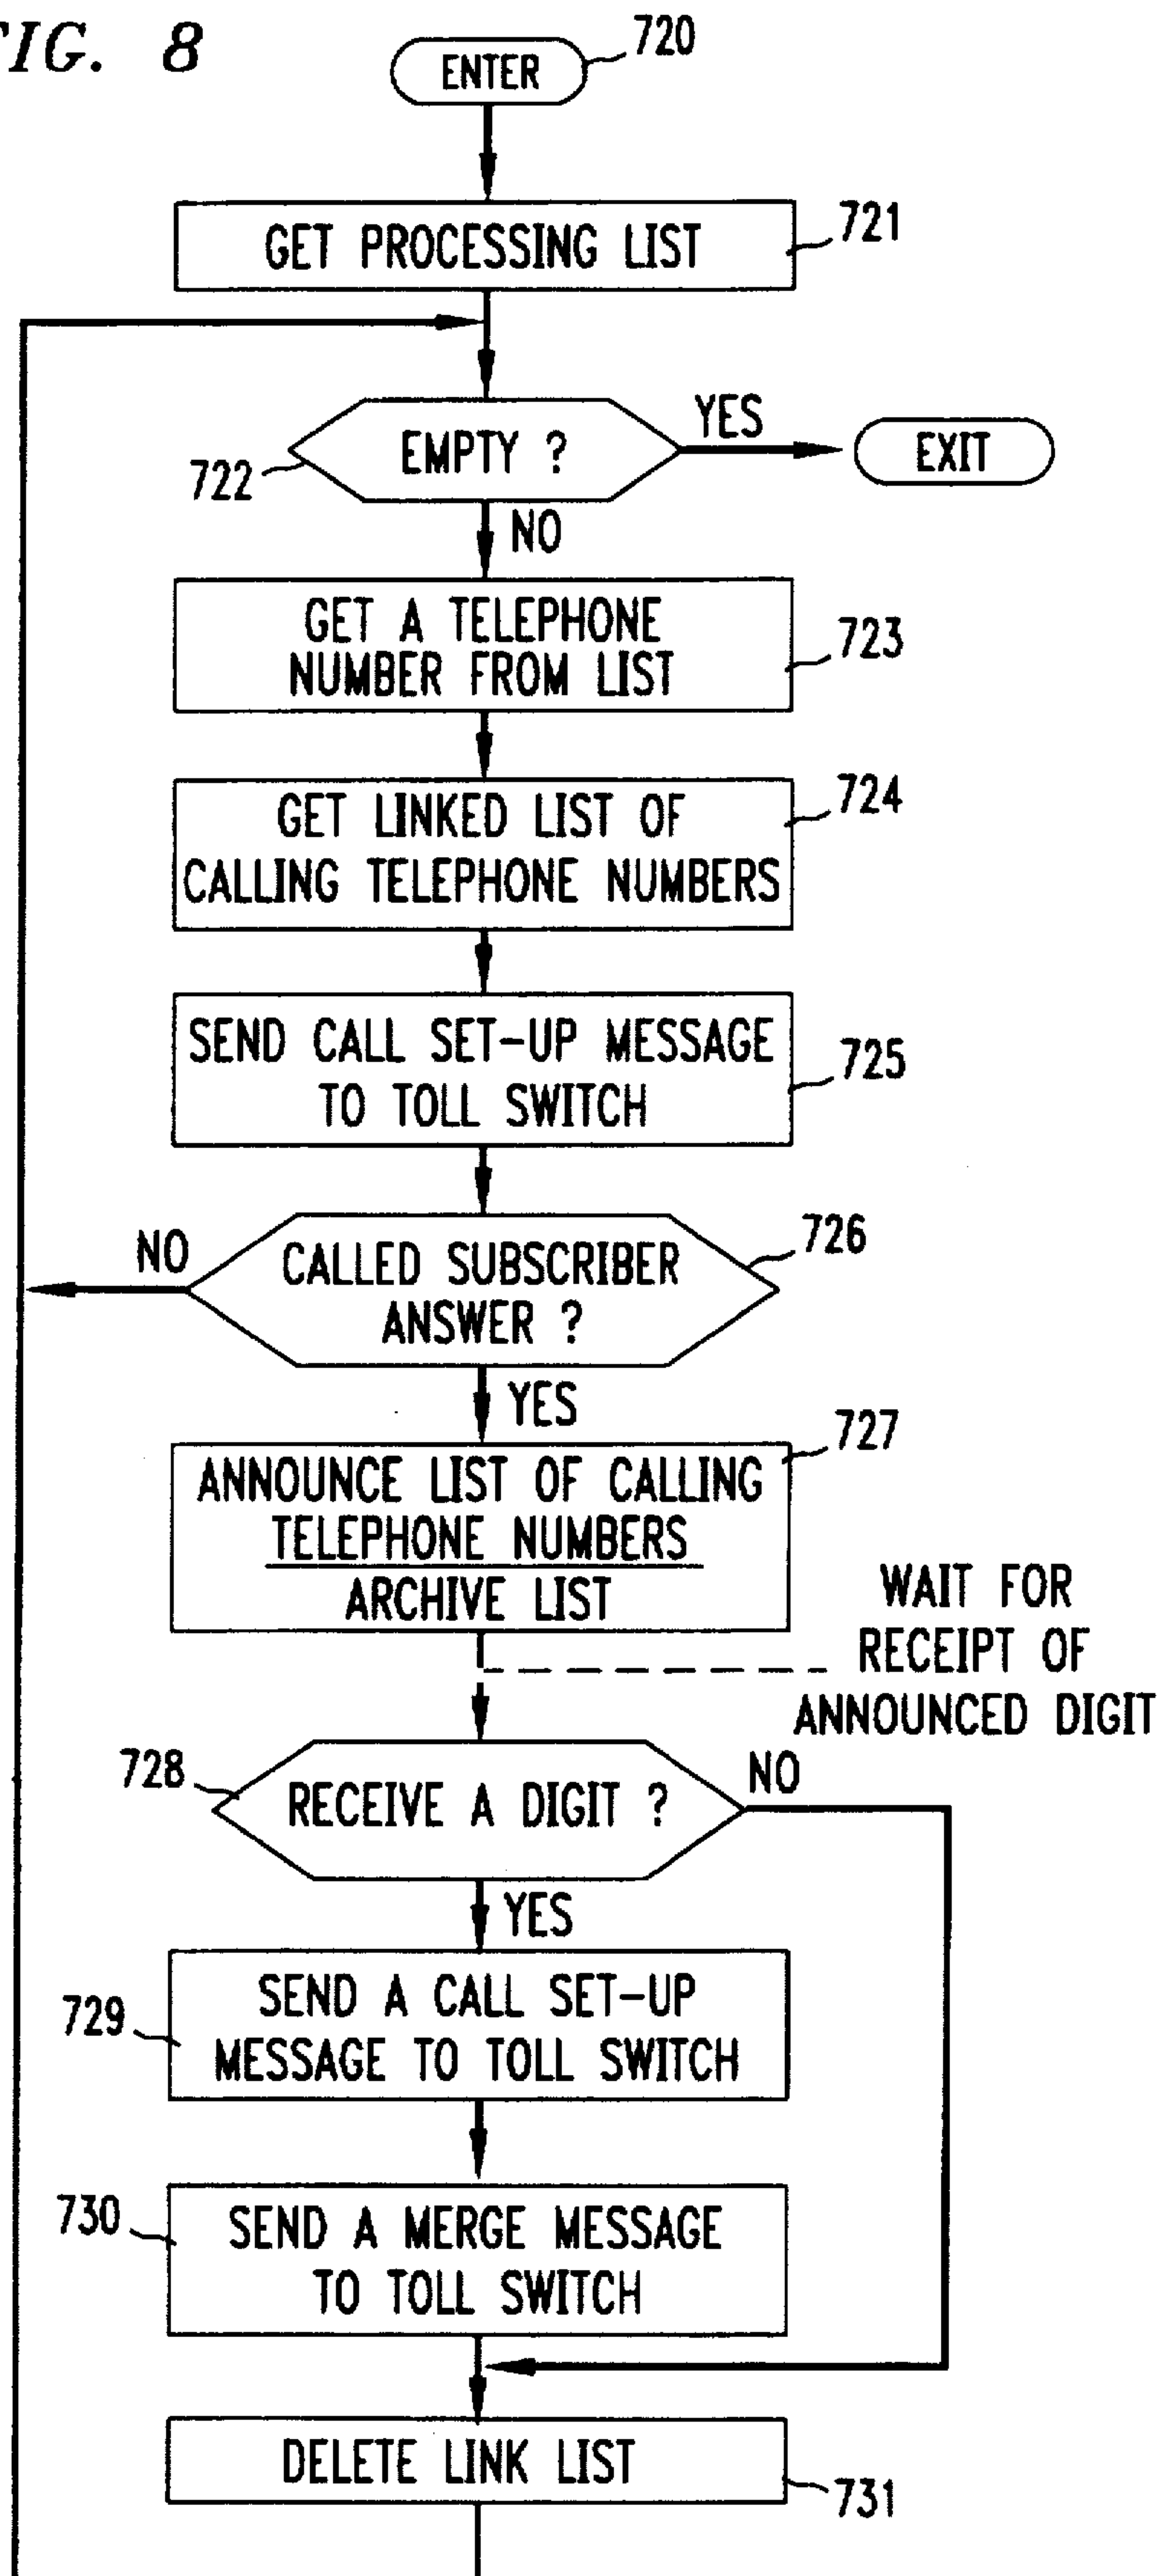 FIG. 8
720
ENTER
721
GET PROCESSING LIST
722
EMPTY ?
YES
EXIT
NO
GET A TELEPHONE
NUMBER FROM LIST
723
GET LINKED LIST OF
CALLING TELEPHONE NUMBERS
724
SEND CALL SET-UP MESSAGE
TO TOLL SWITCH
725
NO
CALLED SUBSCRIBER
ANSWER ?
726
YES
727
ANNOUNCE LIST OF CALLING
TELEPHONE NUMBERS
ARCHIVE LIST
WAIT FOR
RECEIPT OF
ANNOUNCED DIGIT
728
RECEIVE A DIGIT ?
NO
YES
729
SEND A CALL SET-UP
MESSAGE TO TOLL SWITCH
730
SEND A MERGE MESSAGE
TO TOLL SWITCH
DELETE LINK LIST
731